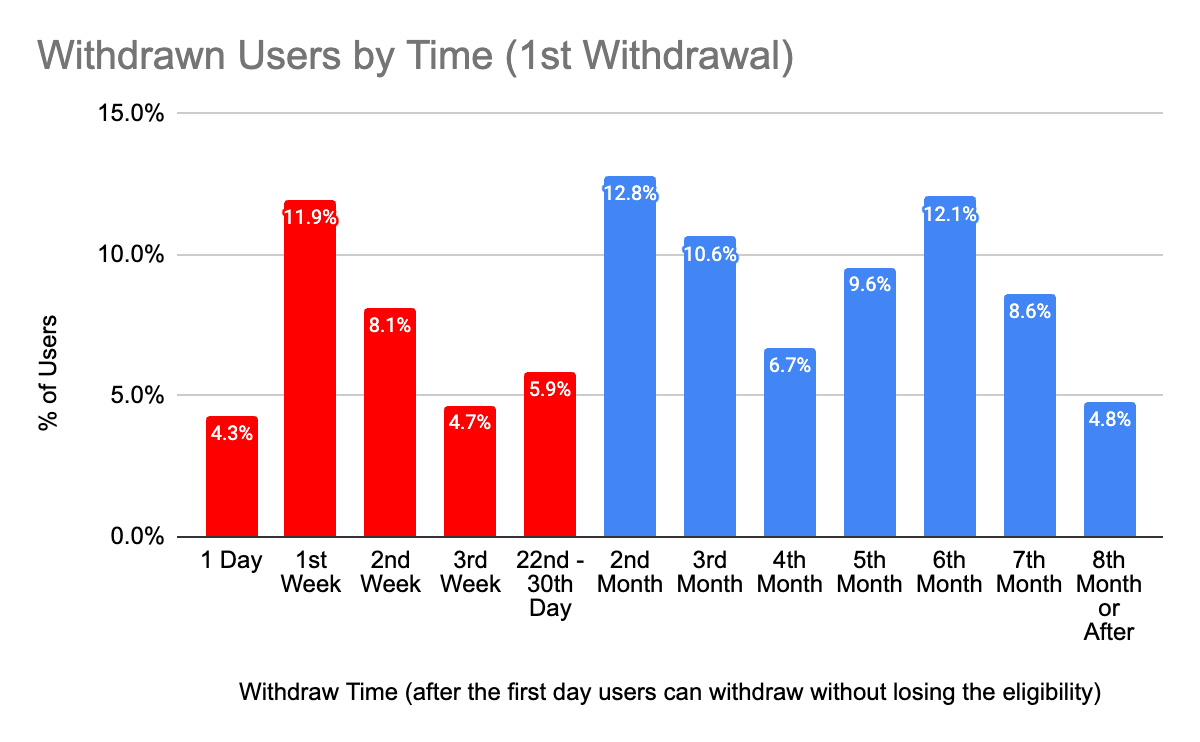 Withdrawn Users by Time (1st Withdrawal)
15.0%
10.0%
5.0%
0.0%
% of Users
4.3%
11.9%
8.1%
4.7%
5.9%
12.8%
10.6%
6.7%
9.6%
12.1%
8.6%
4.8%
1 Day
1st
Week
2nd
Week
3rd
Week
22nd -
30th
Day
2nd
Month
3rd
Month
4th
Month
5th
Month
6th
Month
7th
Month
8th
Month
or
After
Withdraw Time (after the first day users can withdraw without losing the eligibility)